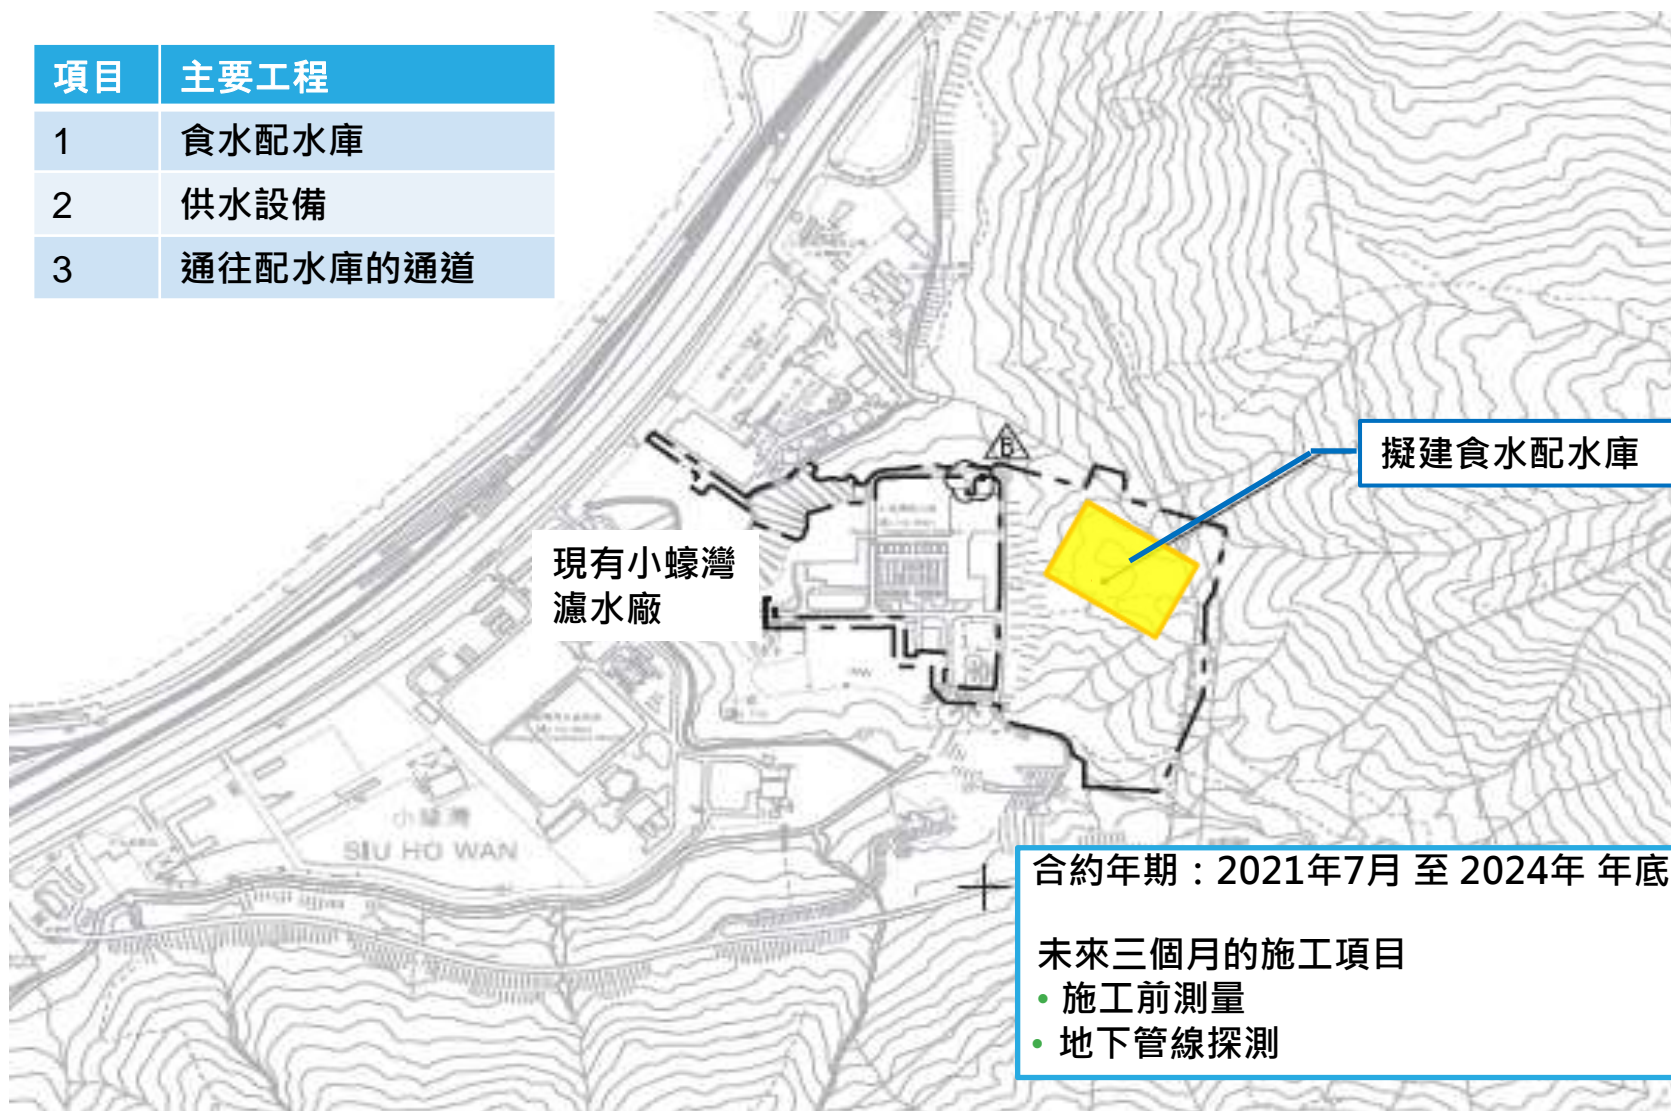 項目 主要工程
1 食水配水庫
2 供水設備
3 通往配水庫的通道
B
擬建食水配水庫
現有小蠔灣
濾水廠
小蠔灣
SIU HO WAN
合約年期：2021年7月 至 2024年 年底
未來三個月的施工項目
• 施工前測量
• 地下管線探測